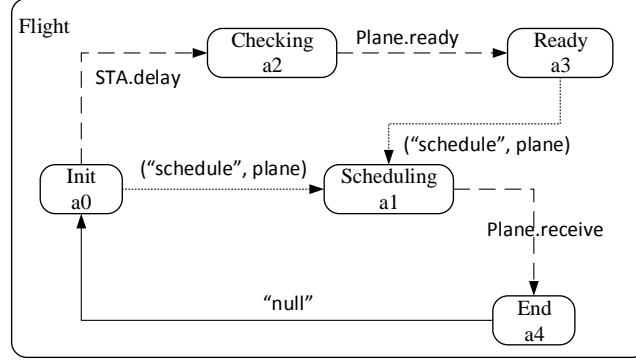 Flight
Checking
a2
Plane.ready
Ready
a3
STA.delay
(“schedule”, plane)
Init
a0
(“schedule”, plane)
Scheduling
a1
Plane.receive
“null”
End
a4